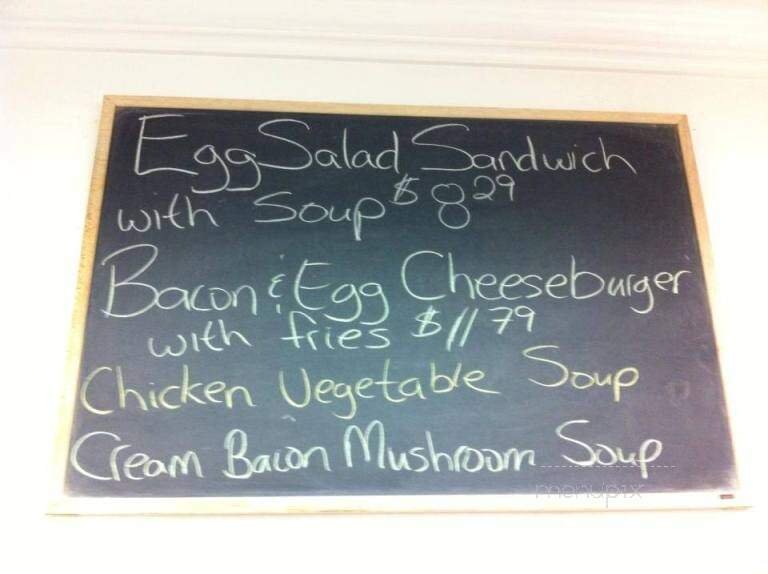 Egg Salad Sandwich
with Soup $8 29
Bacon & Egg Cheeseburger
with fries $11 79
Chicken Vegetable Soup
Cream Bacon Mushroom Soup
menupix